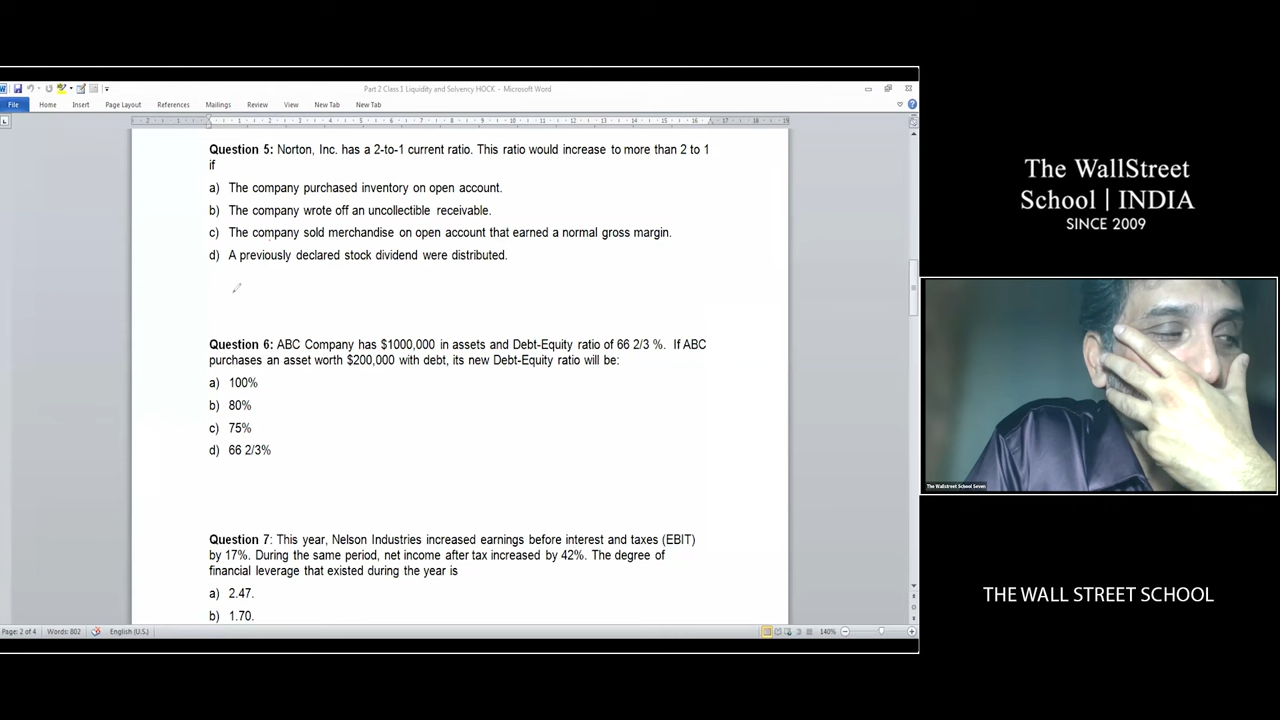 Part 2 Class 1 Liquidity and Solvency HOCK - Microsoft Word
File Home Insert Page Layout References Mailings Review View New Tab New Tab
Question 5: Norton, Inc. has a 2-to-1 current ratio. This ratio would increase to more than 2 to 1
if
a) The company purchased inventory on open account.
b) The company wrote off an uncollectible receivable.
c) The company sold merchandise on open account that earned a normal gross margin.
d) A previously declared stock dividend were distributed.
Question 6: ABC Company has $1000,000 in assets and Debt-Equity ratio of 66 2/3 %. If ABC
purchases an asset worth $200,000 with debt, its new Debt-Equity ratio will be:
a) 100%
b) 80%
c) 75%
d) 66 2/3%
Question 7: This year, Nelson Industries increased earnings before interest and taxes (EBIT)
by 17%. During the same period, net income after tax increased by 42%. The degree of
financial leverage that existed during the year is
a) 2.47.
b) 1.70.
Page: 2 of 4 Words: 802 English (U.S.) 140%
The WallStreet
School | INDIA
SINCE 2009
The Wallstreet School Seven
THE WALL STREET SCHOOL